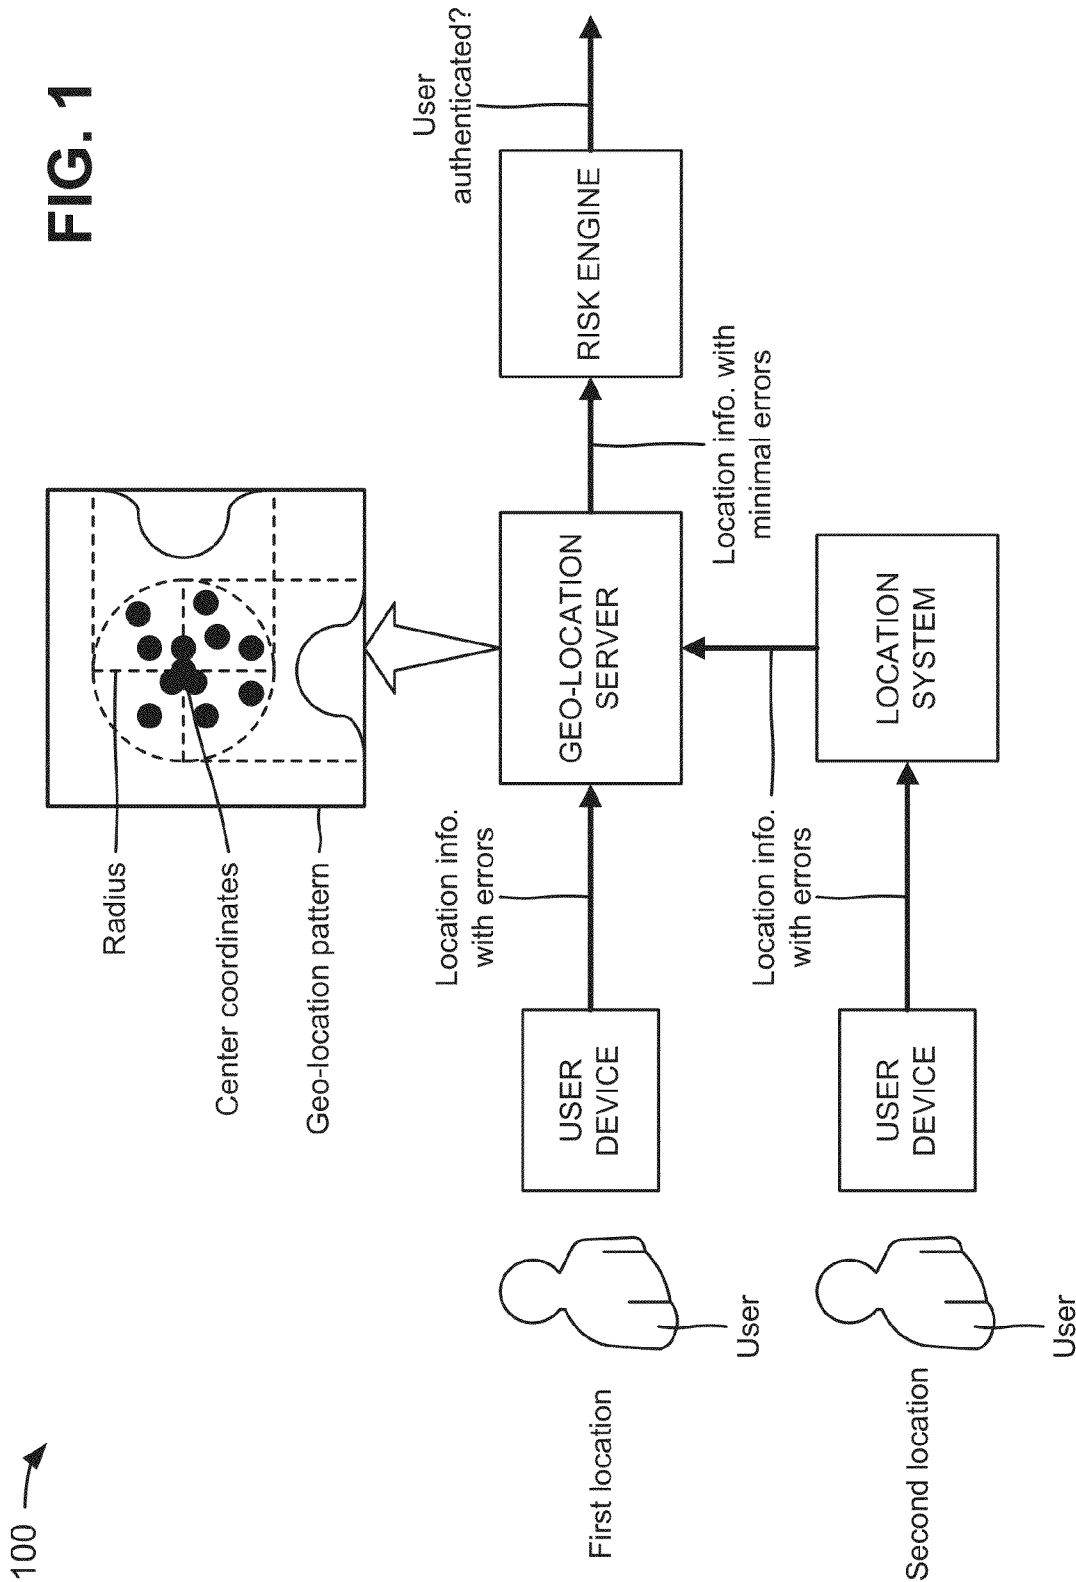 100
FIG. 1
Radius
Center coordinates
Geo-location pattern
User
authenticated?
First location
User
USER
DEVICE
Location info.
with errors
GEO-LOCATION
SERVER
Location info. with
minimal errors
RISK ENGINE
Second location
User
USER
DEVICE
Location info.
with errors
LOCATION
SYSTEM